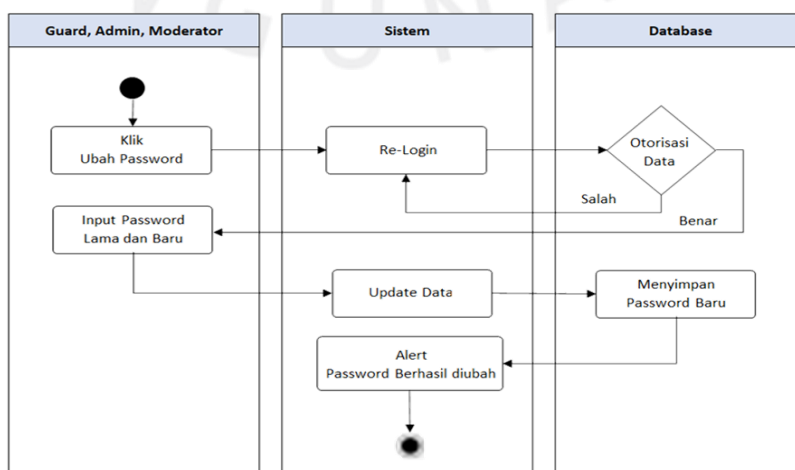 Guard, Admin, Moderator
Sistem
Database
Klik
Ubah Password
Re-Login
Otorisasi
Data
Salah
Benar
Input Password
Lama dan Baru
Update Data
Menyimpan
Password Baru
Alert
Password Berhasil diubah